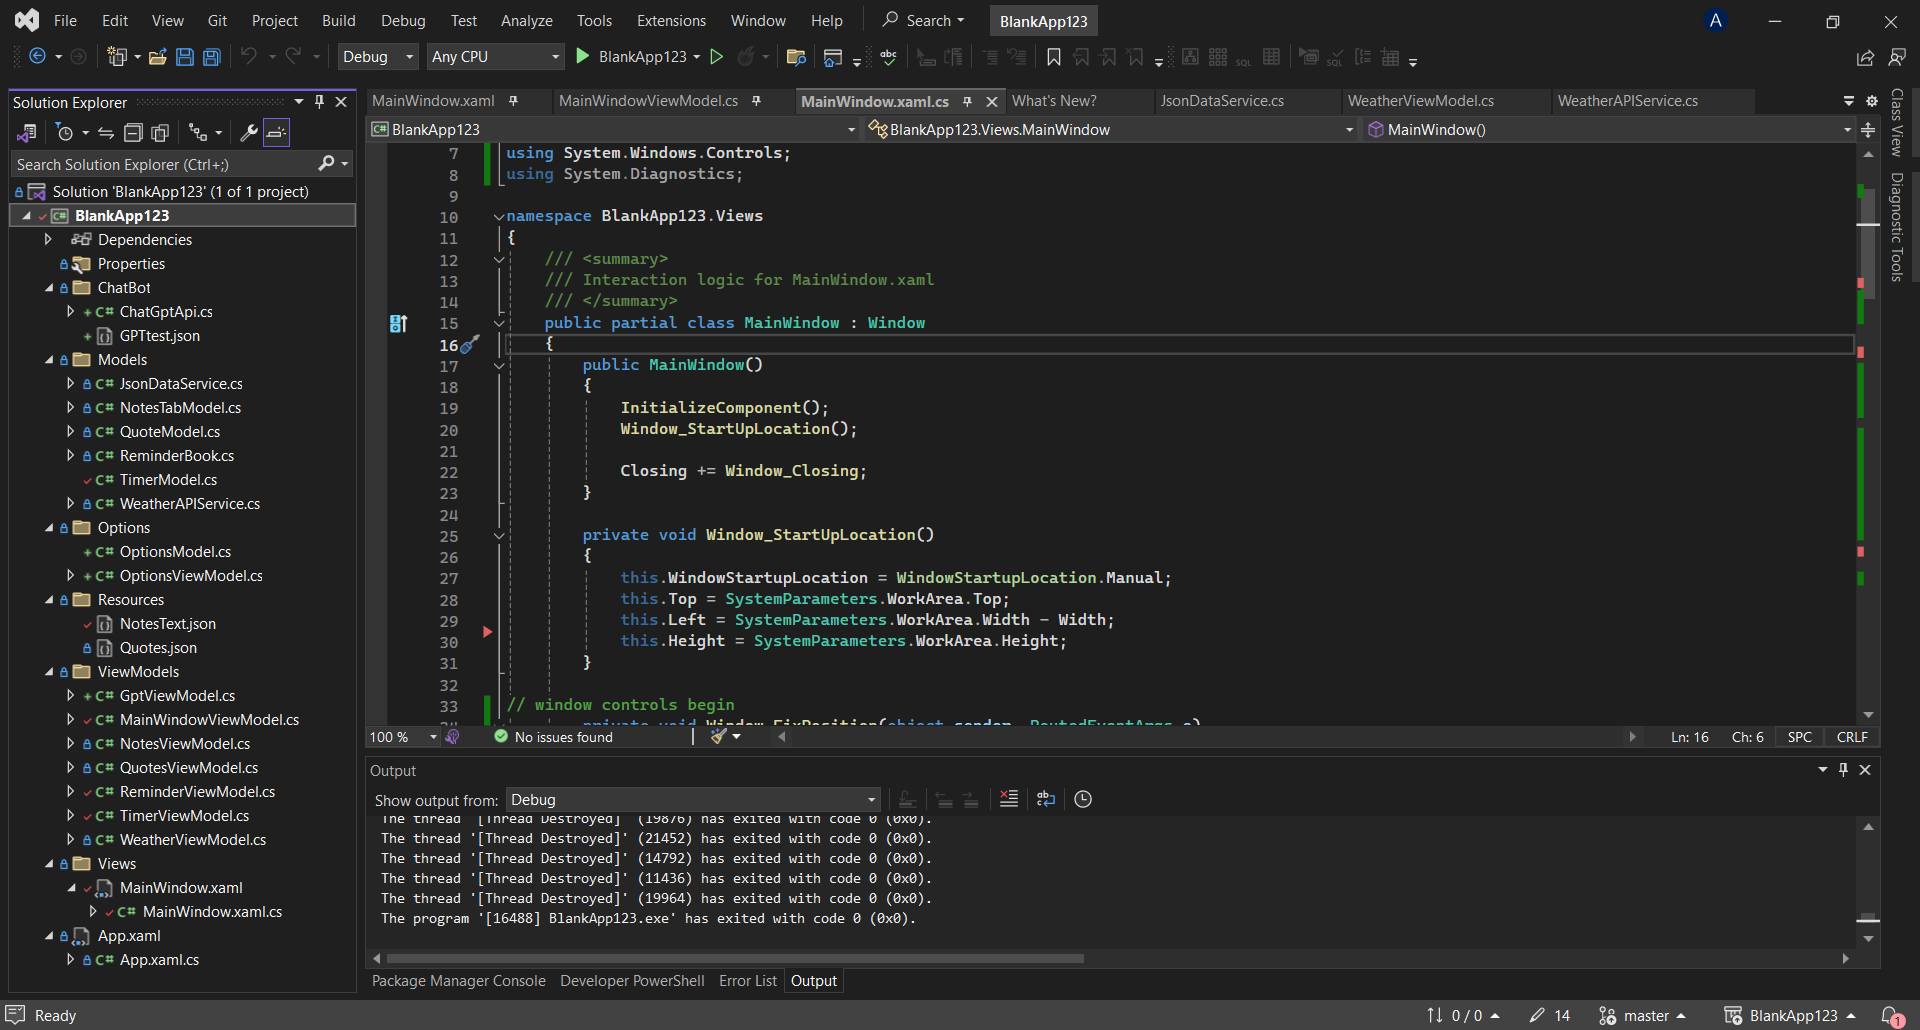 File Edit View Git Project Build Debug Test Analyze Tools Extensions Window Help Search BlankApp123 A
Debug Any CPU BlankApp123
Solution Explorer
Search Solution Explorer (Ctrl+;)
Solution 'BlankApp123' (1 of 1 project)
BlankApp123
Dependencies
Properties
ChatBot
C# ChatGptApi.cs
GPTtest.json
Models
C# JsonDataService.cs
C# NotesTabModel.cs
C# QuoteModel.cs
C# ReminderBook.cs
C# TimerModel.cs
C# WeatherAPIService.cs
Options
C# OptionsModel.cs
C# OptionsViewModel.cs
Resources
NotesText.json
Quotes.json
ViewModels
C# GptViewModel.cs
C# MainWindowViewModel.cs
C# NotesViewModel.cs
C# QuotesViewModel.cs
C# ReminderViewModel.cs
C# TimerViewModel.cs
C# WeatherViewModel.cs
Views
MainWindow.xaml
C# MainWindow.xaml.cs
App.xaml
C# App.xaml.cs
MainWindow.xaml MainWindowViewModel.cs MainWindow.xaml.cs What's New? JsonDataService.cs WeatherViewModel.cs WeatherAPIService.cs
BlankApp123 BlankApp123.Views.MainWindow MainWindow()
7 using System.Windows.Controls;
8 using System.Diagnostics;
9
10 namespace BlankApp123.Views
11 {
12 /// <summary>
13 /// Interaction logic for MainWindow.xaml
14 /// </summary>
15 public partial class MainWindow : Window
16 {
17 public MainWindow()
18 {
19 InitializeComponent();
20 Window_StartUpLocation();
21
22 Closing += Window_Closing;
23 }
24
25 private void Window_StartUpLocation()
26 {
27 this.WindowStartupLocation = WindowStartupLocation.Manual;
28 this.Top = SystemParameters.WorkArea.Top;
29 this.Left = SystemParameters.WorkArea.Width - Width;
30 this.Height = SystemParameters.WorkArea.Height;
31 }
32
33 // window controls begin
34 private void Window_FixPosition(object sender, RoutedEventArgs e)
100 % No issues found Ln: 16 Ch: 6 SPC CRLF
Class View
Diagnostic Tools
Output
Show output from: Debug
The thread '[Thread Destroyed]' (19876) has exited with code 0 (0x0).
The thread '[Thread Destroyed]' (21452) has exited with code 0 (0x0).
The thread '[Thread Destroyed]' (14792) has exited with code 0 (0x0).
The thread '[Thread Destroyed]' (11436) has exited with code 0 (0x0).
The thread '[Thread Destroyed]' (19964) has exited with code 0 (0x0).
The program '[16488] BlankApp123.exe' has exited with code 0 (0x0).
Package Manager Console Developer PowerShell Error List Output
Ready 0 / 0 14 master BlankApp123 1